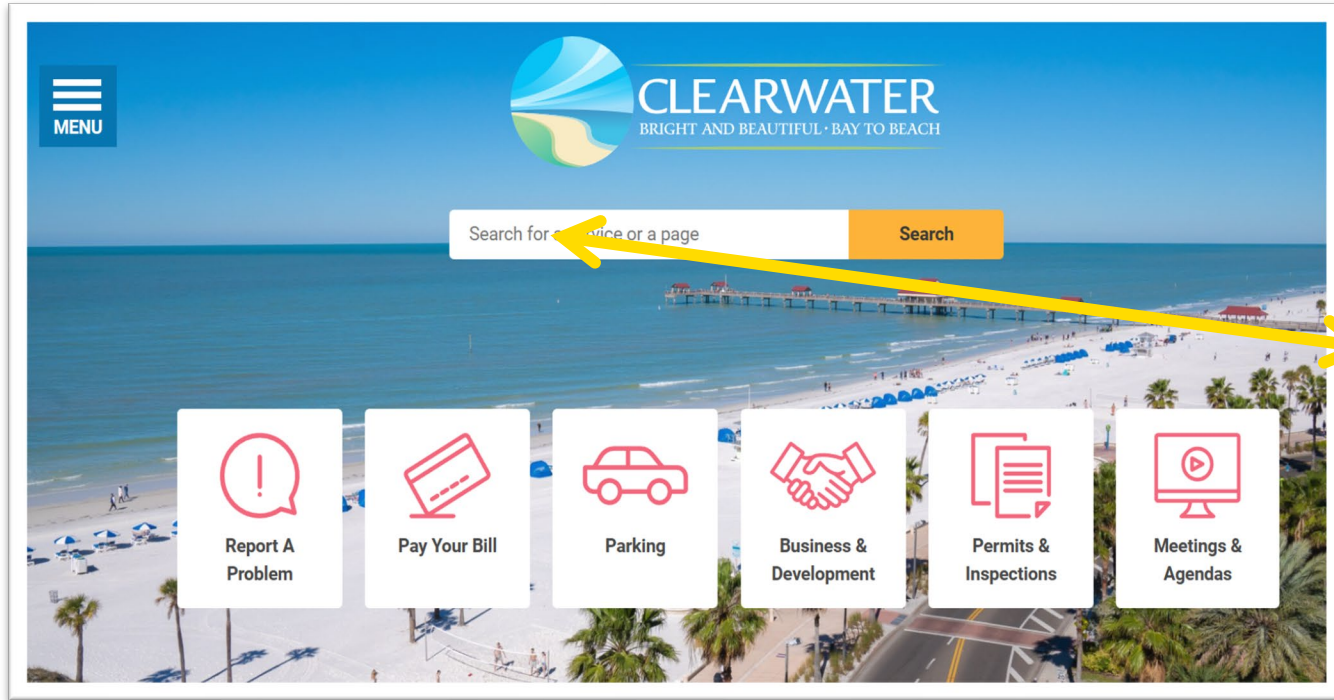 MENU
CLEARWATER
BRIGHT AND BEAUTIFUL · BAY TO BEACH
Search for a service or a page
Search
Report A
Problem
Pay Your Bill
Parking
Business &
Development
Permits &
Inspections
Meetings &
Agendas